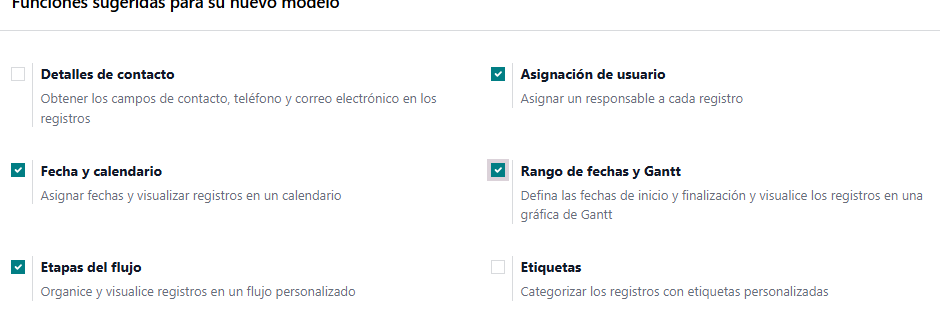 Funciones sugeridas para su nuevo modelo
Detalles de contacto
Obtener los campos de contacto, teléfono y correo electrónico en los
registros
Asignación de usuario
Asignar un responsable a cada registro
Fecha y calendario
Asignar fechas y visualizar registros en un calendario
Rango de fechas y Gantt
Defina las fechas de inicio y finalización y visualice los registros en una
gráfica de Gantt
Etapas del flujo
Organice y visualice registros en un flujo personalizado
Etiquetas
Categorizar los registros con etiquetas personalizadas